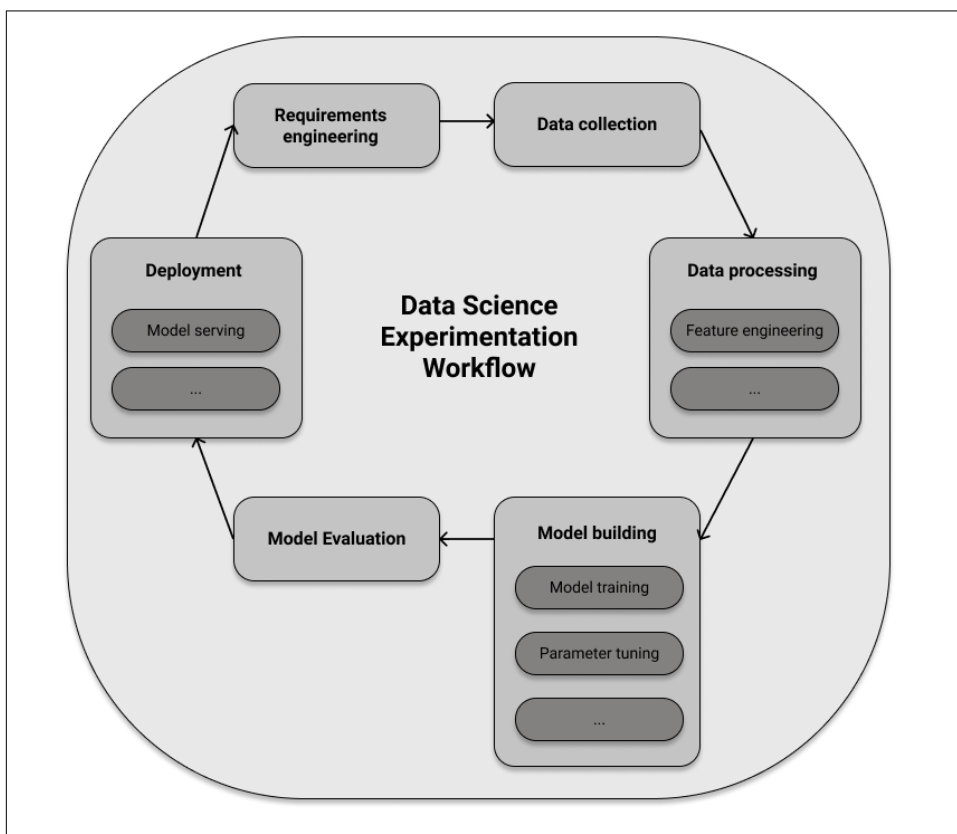 Requirements
engineering
Data collection
Deployment
Model serving
...
Data Science
Experimentation
Workflow
Data processing
Feature engineering
...
Model Evaluation
Model building
Model training
Parameter tuning
...